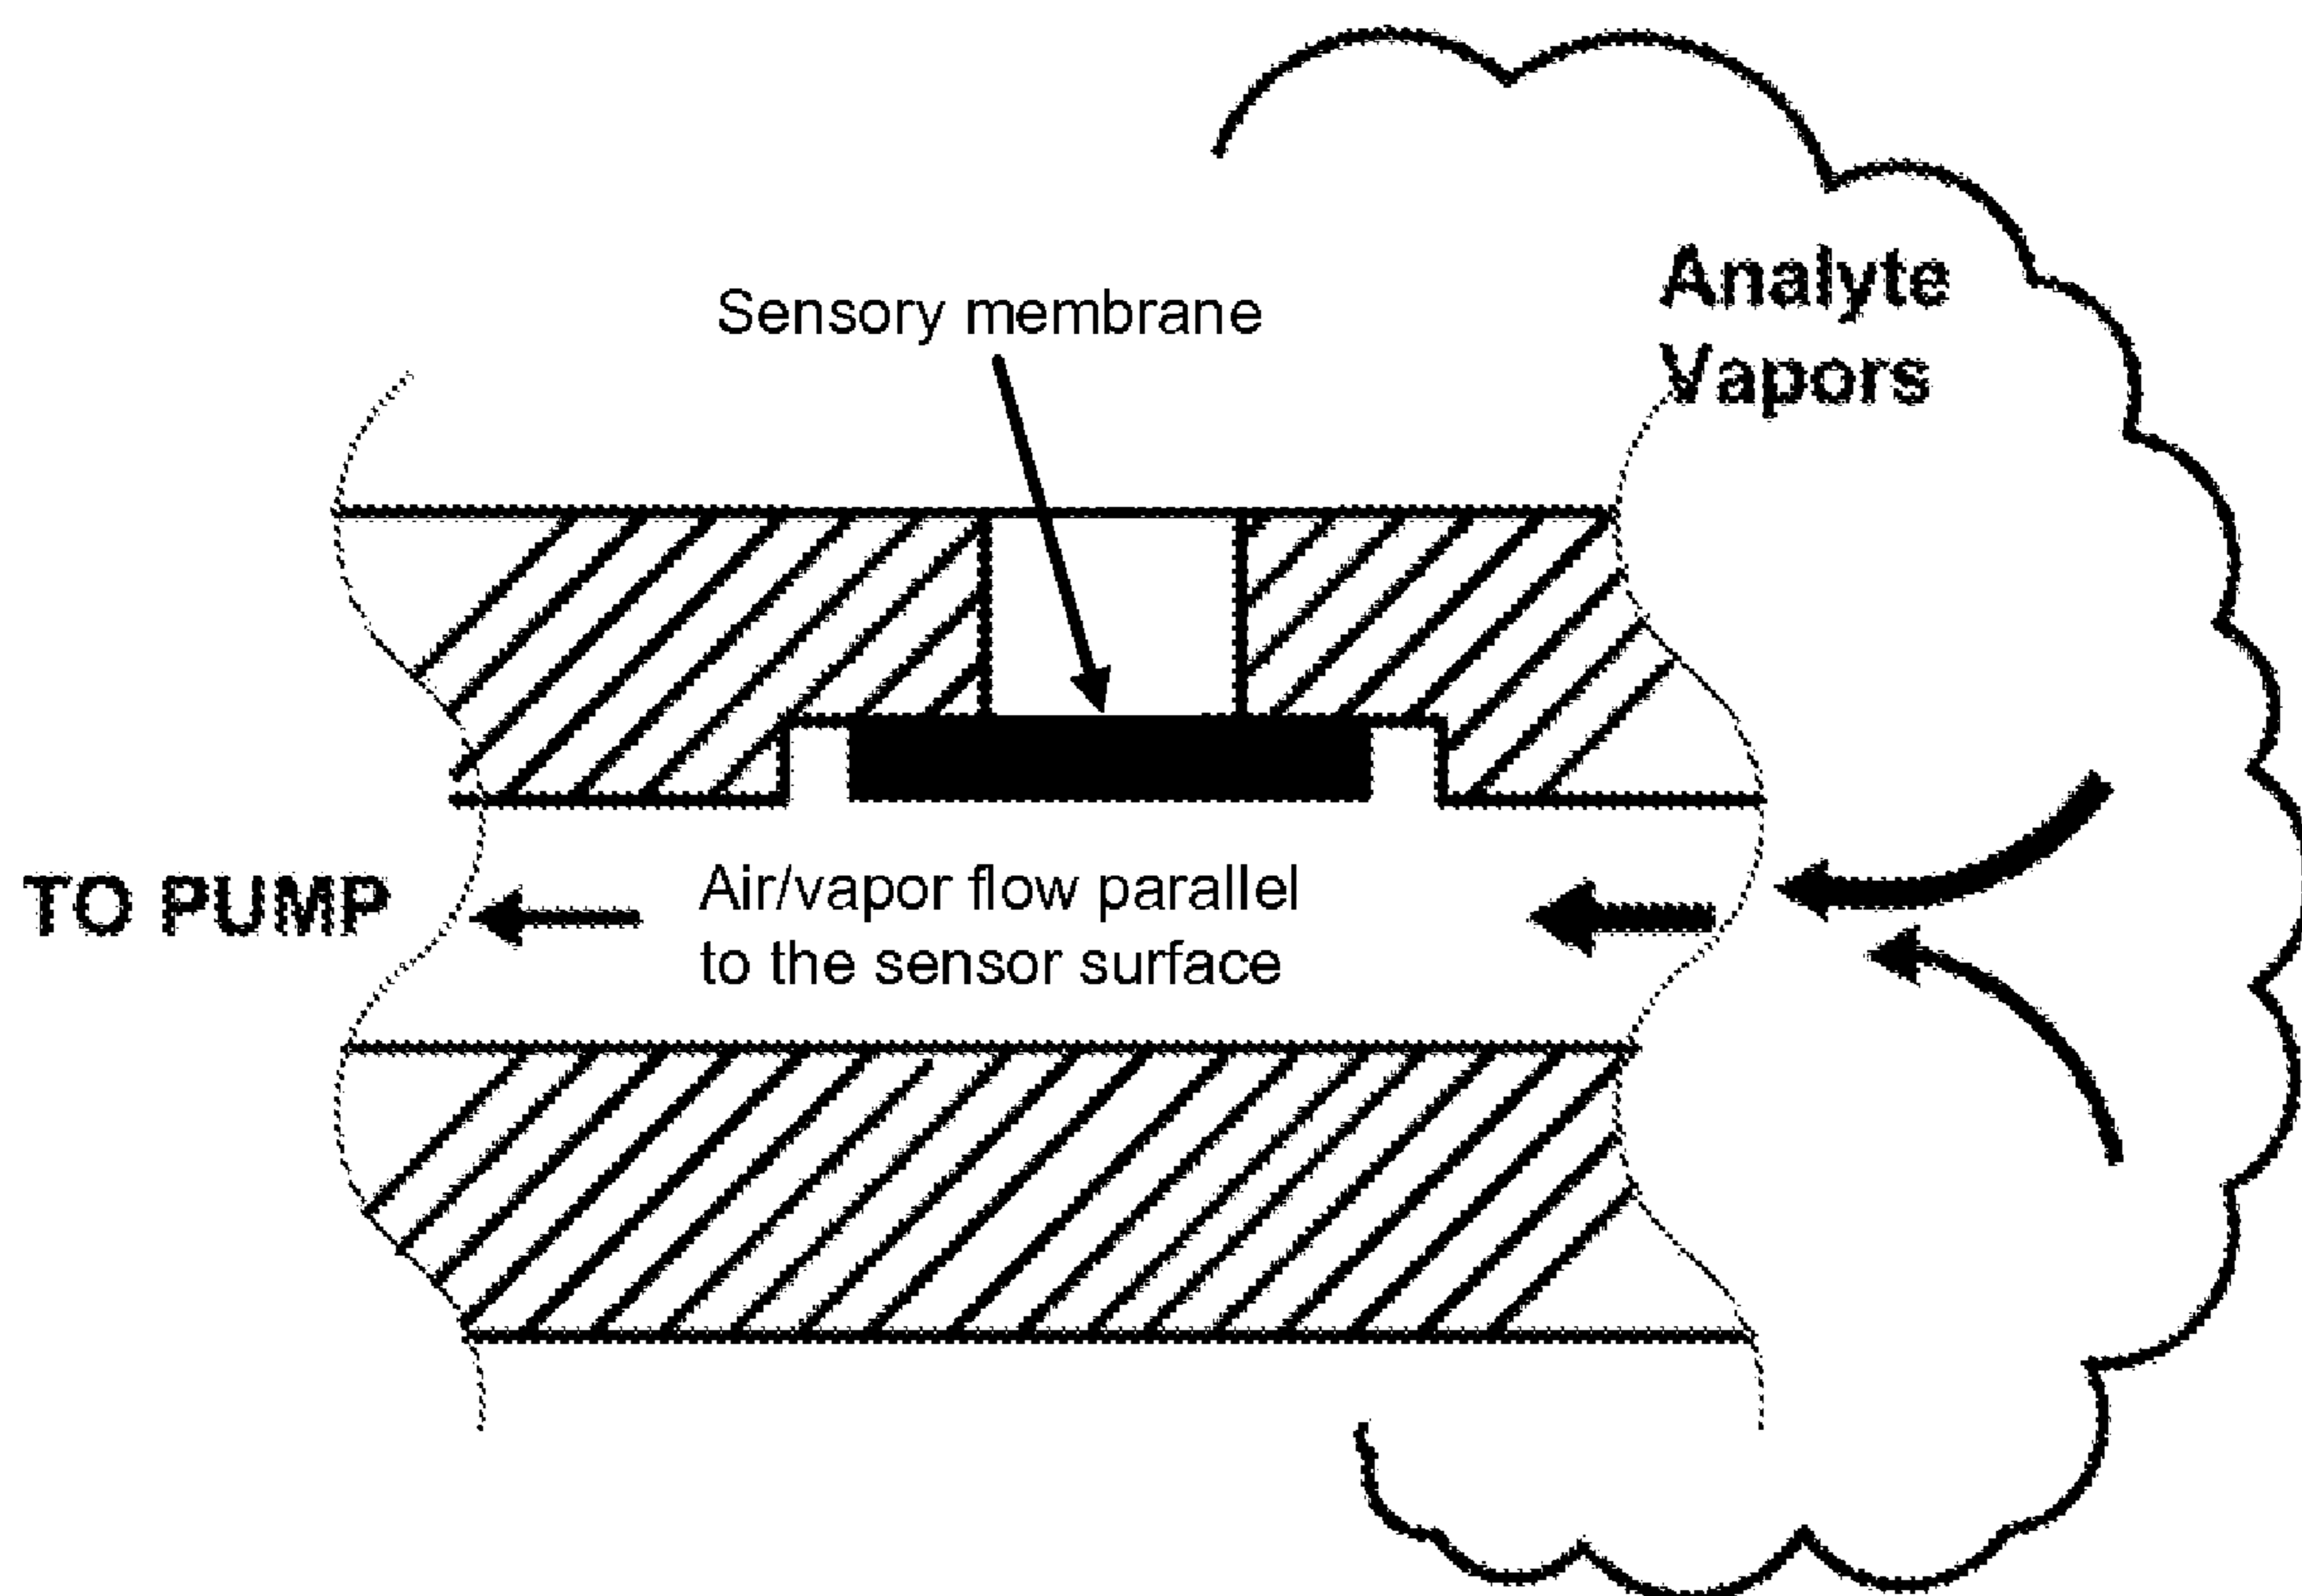 Sensory membrane
Analyte
Vapors
TO PUMP
Air/vapor flow parallel
to the sensor surface